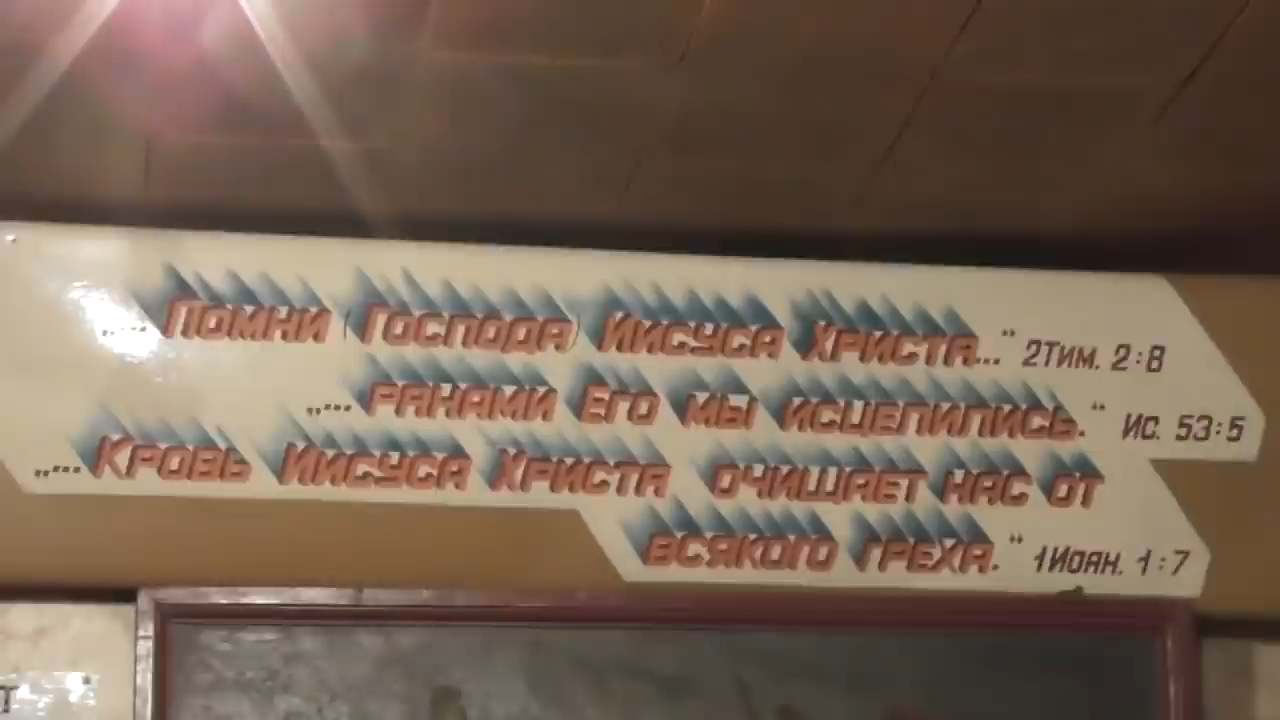 „... Помни (Господа) Иисуса Христа...“ 2Тим. 2:8
„... ранами Его мы исцелились.“ Ис. 53:5
„... Кровь Иисуса Христа очищает нас от
всякого греха.“ 1Иоан. 1:7